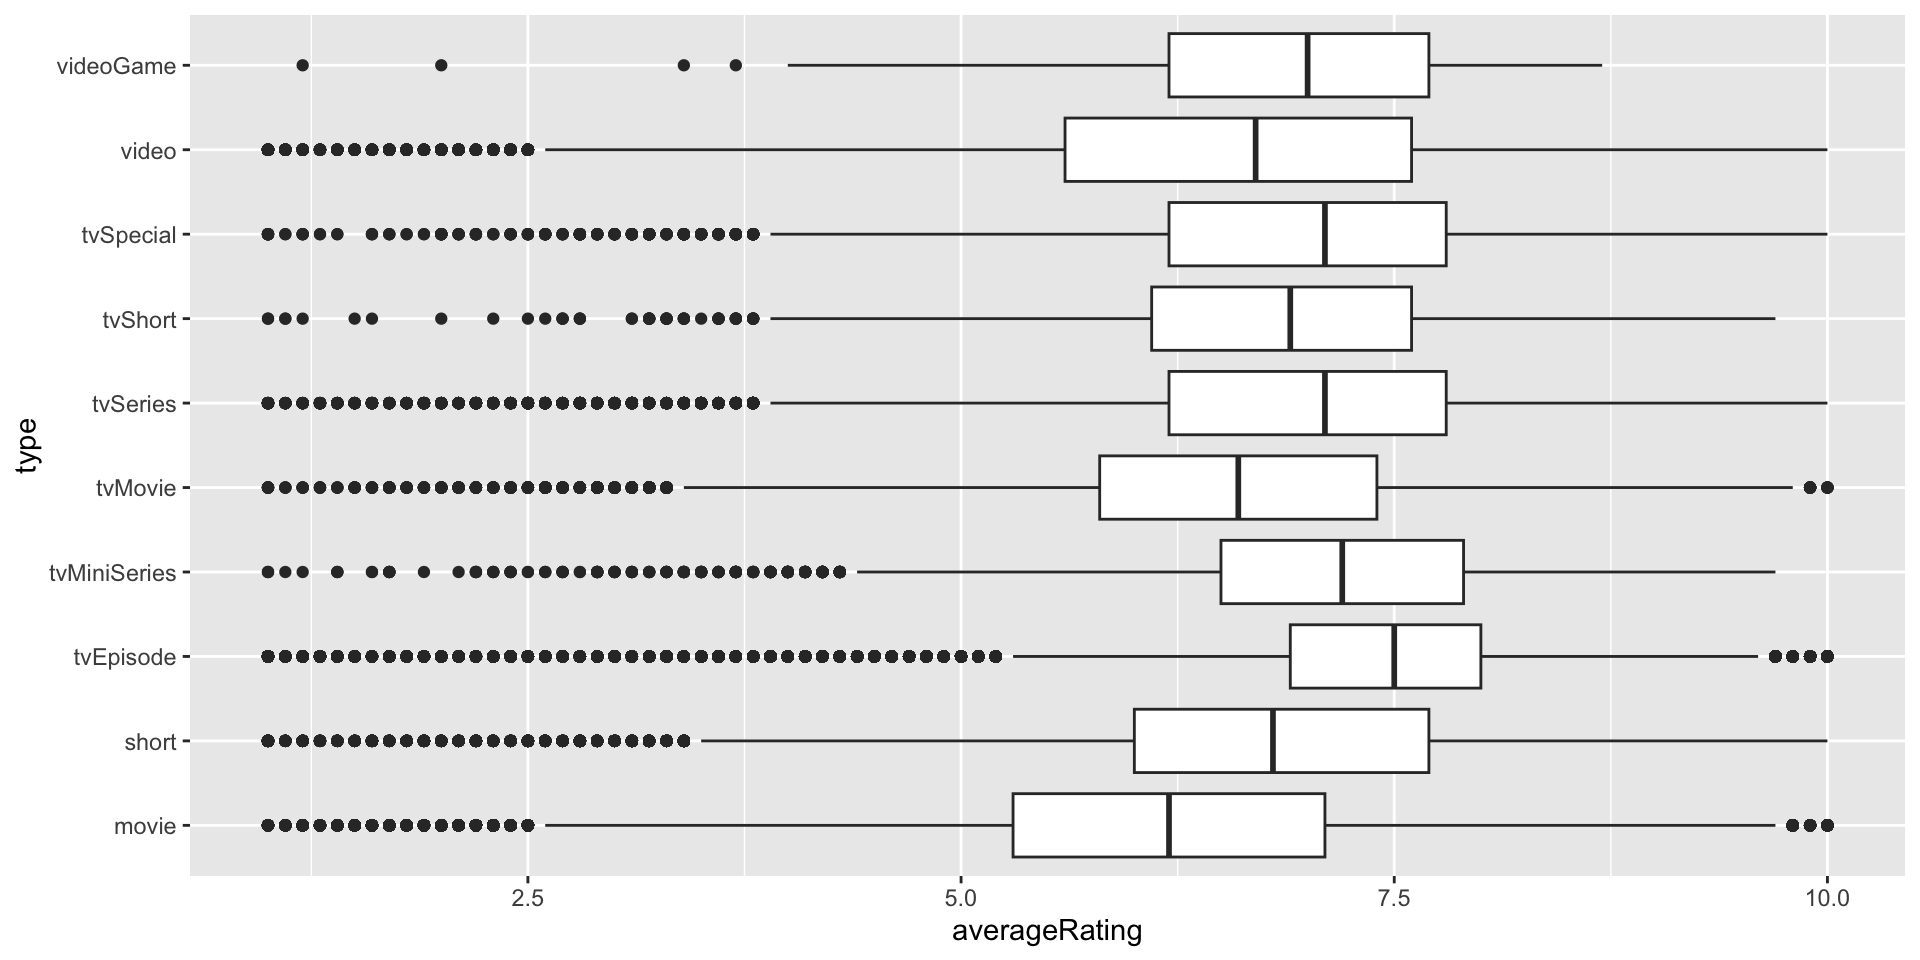 videoGame
video
tvSpecial
tvShort
tvSeries
tvMovie
tvMiniSeries
tvEpisode
short
movie
type
2.5 5.0 7.5 10.0
averageRating